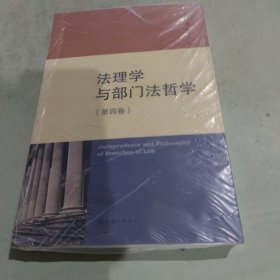 法理学
与部门法哲学
（第四卷）
Jurisprudence and Philosophy
of Branches of Law